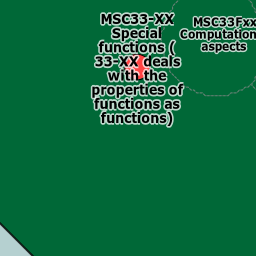 MSC33-XX
Special
functions (
33-XX deals
with the
properties of
functions as
functions)
MSC33Fxx
Computation
aspects